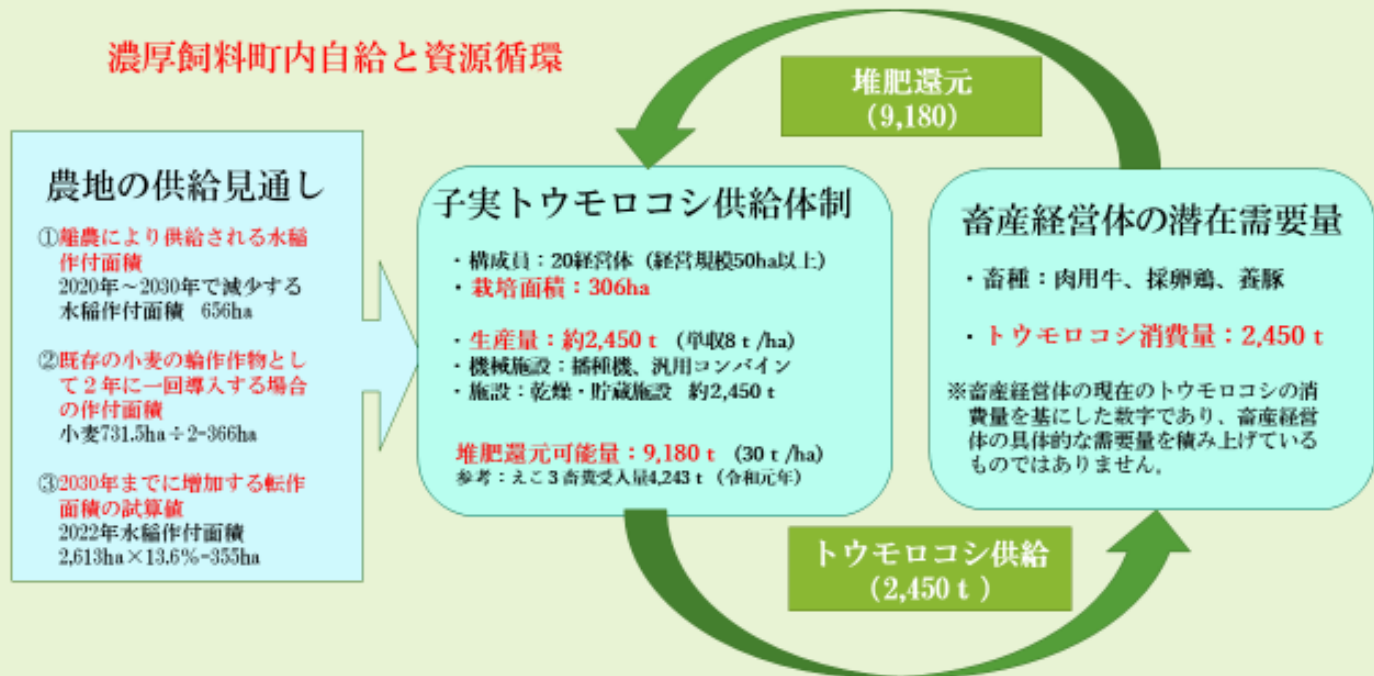 濃厚飼料町内自給と資源循環
堆肥還元
（9,180）
農地の供給見通し
①離農により供給される水稲
作付面積
2020年～2030年で減少する
水稲作付面積 656ha
②既存の小麦の輪作作物とし
て２年に一回導入する場合
の作付面積
小麦731.5ha÷2=366ha
③2030年までに増加する転作
面積の試算値
2022年水稲作付面積
2,613ha×13.6%=355ha
子実トウモロコシ供給体制
・構成員：20経営体（経営規模50ha以上）
・栽培面積：306ha
・生産量：約2,450ｔ（単収8ｔ/ha）
・機械施設：播種機、汎用コンバイン
・施設：乾燥・貯蔵施設 約2,450ｔ
堆肥還元可能量：9,180ｔ（30ｔ/ha）
参考：えこ３畜糞受入量4,243ｔ（令和元年）
畜産経営体の潜在需要量
・畜種：肉用牛、採卵鶏、養豚
・トウモロコシ消費量：2,450ｔ
※畜産経営体の現在のトウモロコシの消
費量を基にした数字であり、畜産経営
体の具体的な需要量を積み上げている
ものではありません。
トウモロコシ供給
（2,450ｔ）